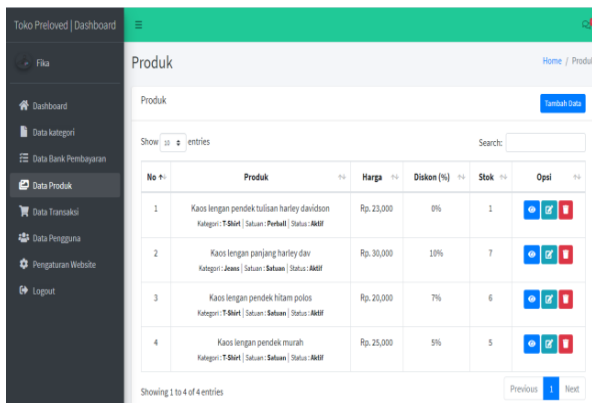 Toko Preloved | Dashboard
Fika
Dashboard
Data kategori
Data Bank Pembayaran
Data Produk
Data Transaksi
Data Pengguna
Pengaturan Website
Logout
Produk
Home / Produk
Produk
Tambah Data
Show 10 entries
Search:
No Produk Harga Diskon (%) Stok Opsi
1 Kaos lengan pendek tulisan harley davidson Rp. 23,000 0% 1
Kategori : T-Shirt | Satuan : Perball | Status : Aktif
2 Kaos lengan panjang harley dav Rp. 30,000 10% 7
Kategori : Jeans | Satuan : Satuan | Status : Aktif
3 Kaos lengan pendek hitam polos Rp. 20,000 7% 6
Kategori : T-Shirt | Satuan : Satuan | Status : Aktif
4 Kaos lengan pendek murah Rp. 25,000 5% 5
Kategori : T-Shirt | Satuan : Satuan | Status : Aktif
Showing 1 to 4 of 4 entries
Previous 1 Next